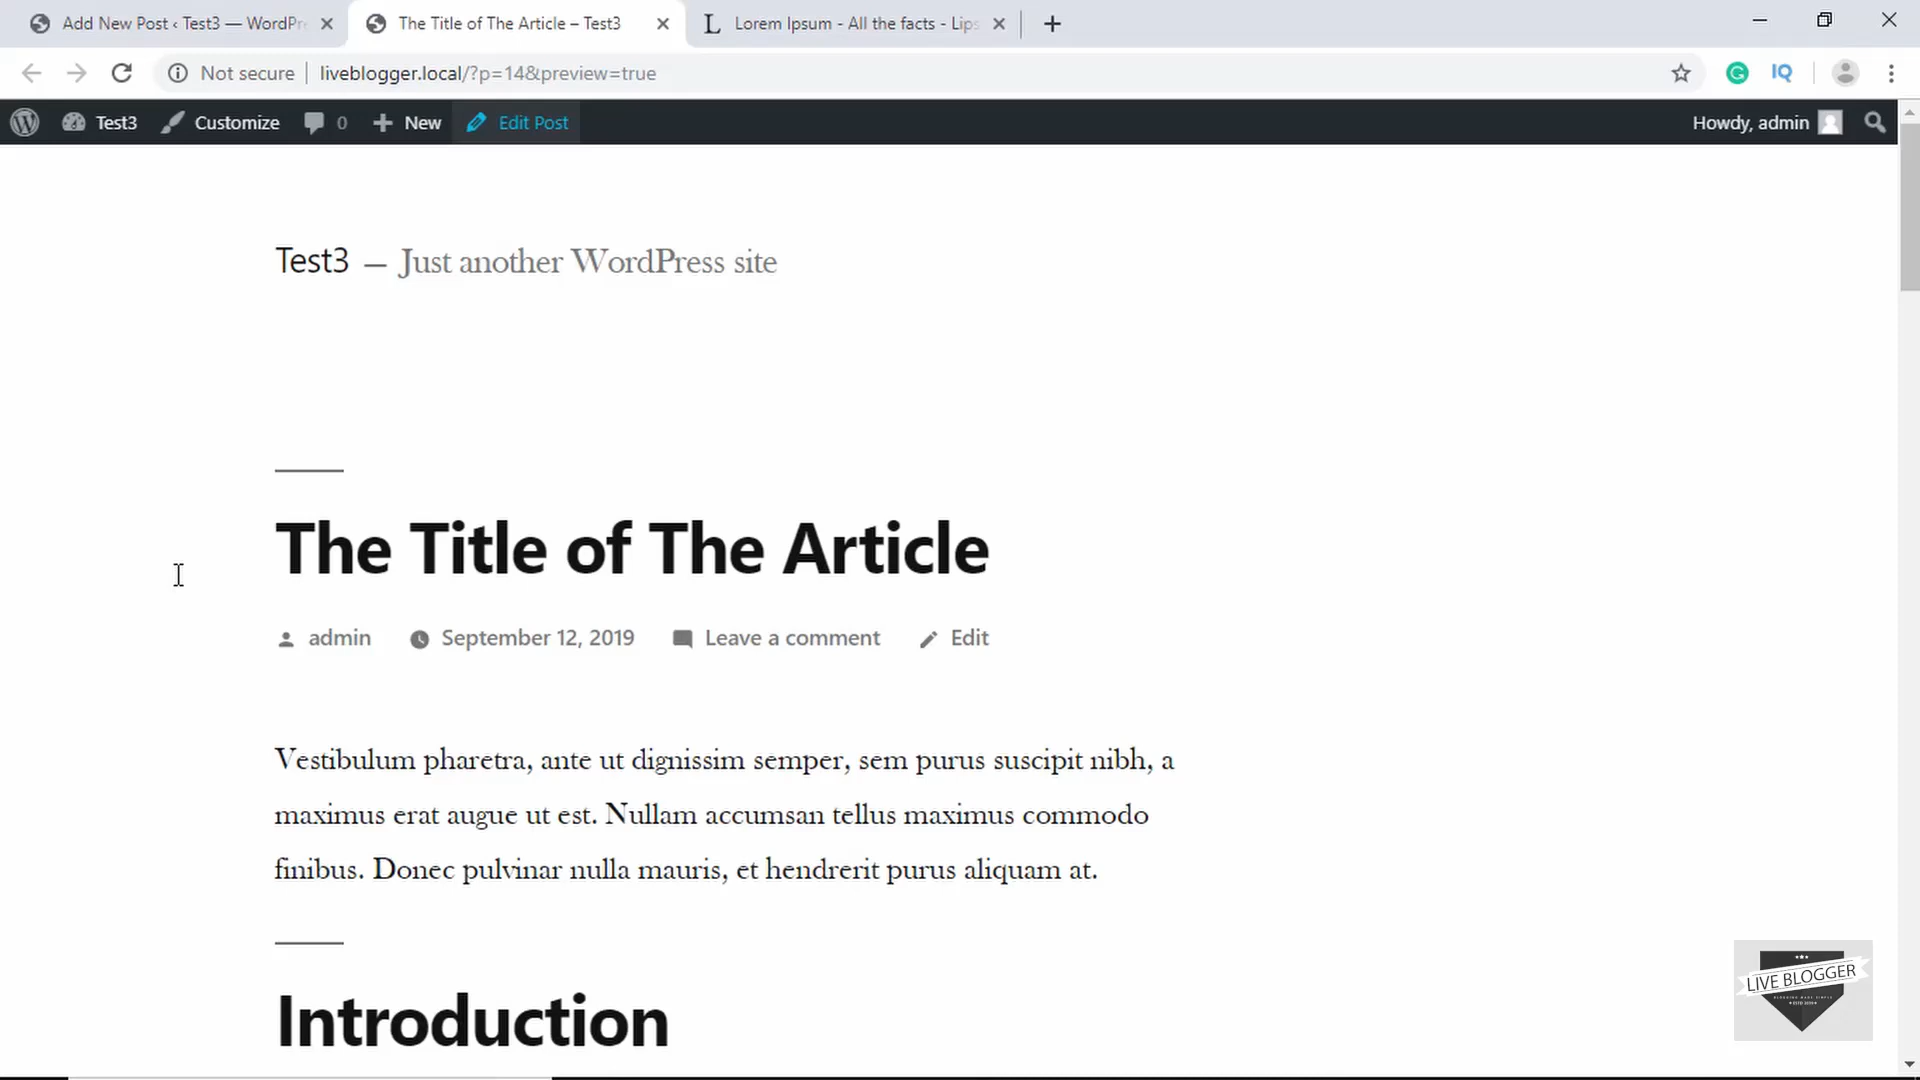 Add New Post ‹ Test3 — WordPr
The Title of The Article – Test3
Lorem Ipsum - All the facts - Lips
Not secure
liveblogger.local/?p=14&preview=true
Test3
Customize
0
New
Edit Post
Howdy, admin
Test3 — Just another WordPress site
The Title of The Article
admin
September 12, 2019
Leave a comment
Edit
Vestibulum pharetra, ante ut dignissim semper, sem purus suscipit nibh, a
maximus erat augue ut est. Nullam accumsan tellus maximus commodo
finibus. Donec pulvinar nulla mauris, et hendrerit purus aliquam at.
Introduction
LIVE BLOGGER